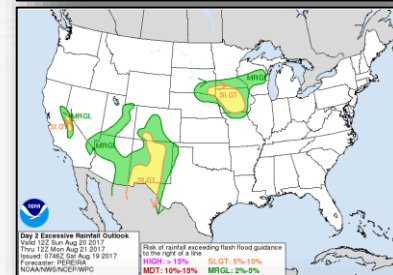 MRGL
SLGT
MRGL
SLGT
MRGL
SLGT
NOAA
Day 2 Excessive Rainfall Outlook
Valid 12Z Sun Aug 20 2017
Thru 12Z Mon Aug 21 2017
Issued: 0746Z Sat Aug 19 2017
Forecaster: PEREIRA
NOAA/NWS/NCEP/WPC
Risk of rainfall exceeding flash flood guidance
to the right of a line
HIGH: > 15% SLGT: 5%-10%
MDT: 10%-15% MRGL: 2%-5%